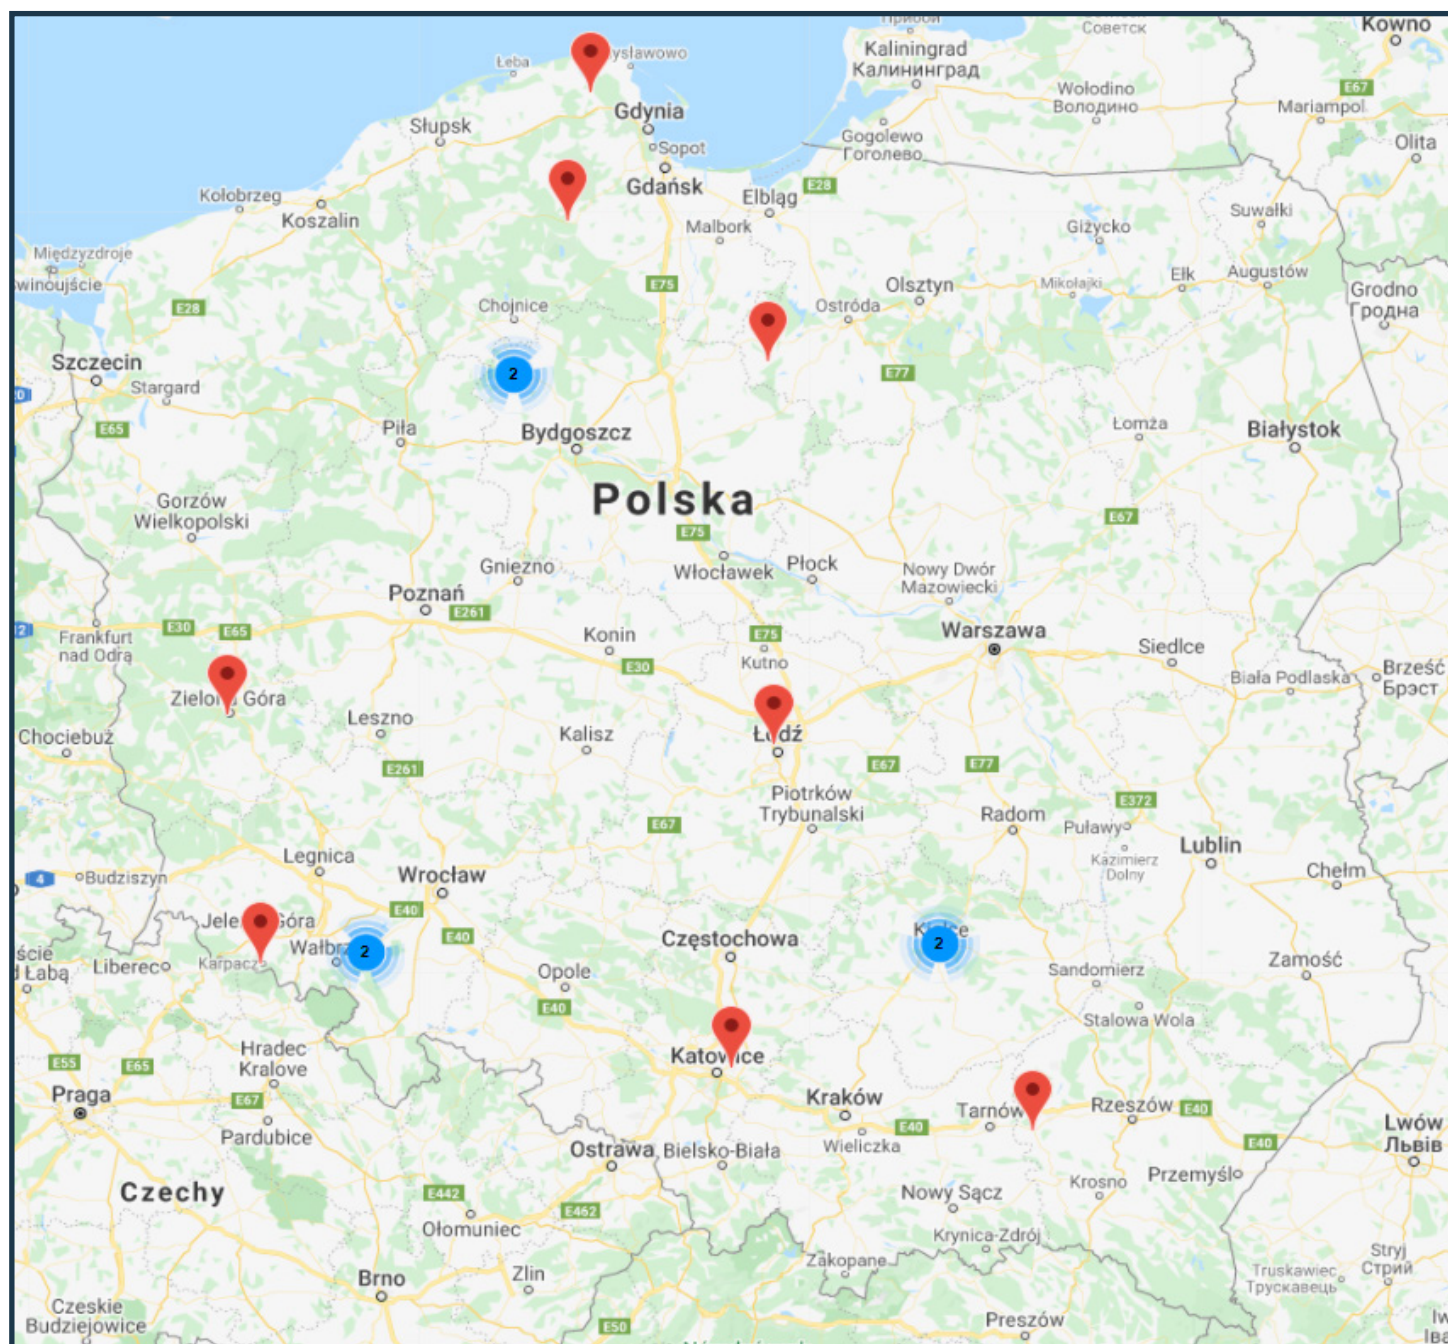 Прибой
Советск
Kowno
Łeba
Kaliningrad
Калининград
Wołodino
Володино
E67
Mariampol
Gdynia
Słupsk
Sopot
Gogolewo
Гоголево
Olita
Gdańsk
E28
Elbląg
Kołobrzeg
Koszalin
Malbork
Giżycko
Suwałki
Międzyzdroje
E75
Olsztyn
Mikołajki
Ełk
Augustów
Grodno
Гродна
E28
Chojnice
Ostróda
Szczecin
Stargard
2
E77
E65
Piła
Bydgoszcz
Łomża
Białystok
Gorzów
Wielkopolski
Polska
E67
E75
Gniezno
Włocławek
Płock
Nowy Dwór
Mazowiecki
Poznań
E261
Frankfurt
nad Odrą
E30
E65
Konin
E75
Warszawa
E30
Kutno
Siedlce
Biała Podlaska
Brześć
Брэст
Leszno
Kalisz
Chociebuż
E261
E67
E77
Piotrków
Trybunalski
E372
E67
Radom
Puławy
Kazimierz
Dolny
Lublin
Chełm
4
Budziszyn
Legnica
Wrocław
E40
E40
2
2
Częstochowa
Liberec
Opole
Sandomierz
Zamość
E40
Stalowa Wola
Hradec
Kralove
E55
E65
Praga
E67
Pardubice
Kraków
Tarnów
Rzeszów
E40
E40
Wieliczka
E40
Lwów
Львів
Ostrawa
Bielsko-Biała
Przemyśl
Czechy
E442
Ołomuniec
E462
Nowy Sącz
Krosno
Krynica-Zdrój
Zakopane
Stryj
Стрий
Truskawiec
Трускавець
Brno
Zlin
Czeskie
Budziejowice
E50
Preszów